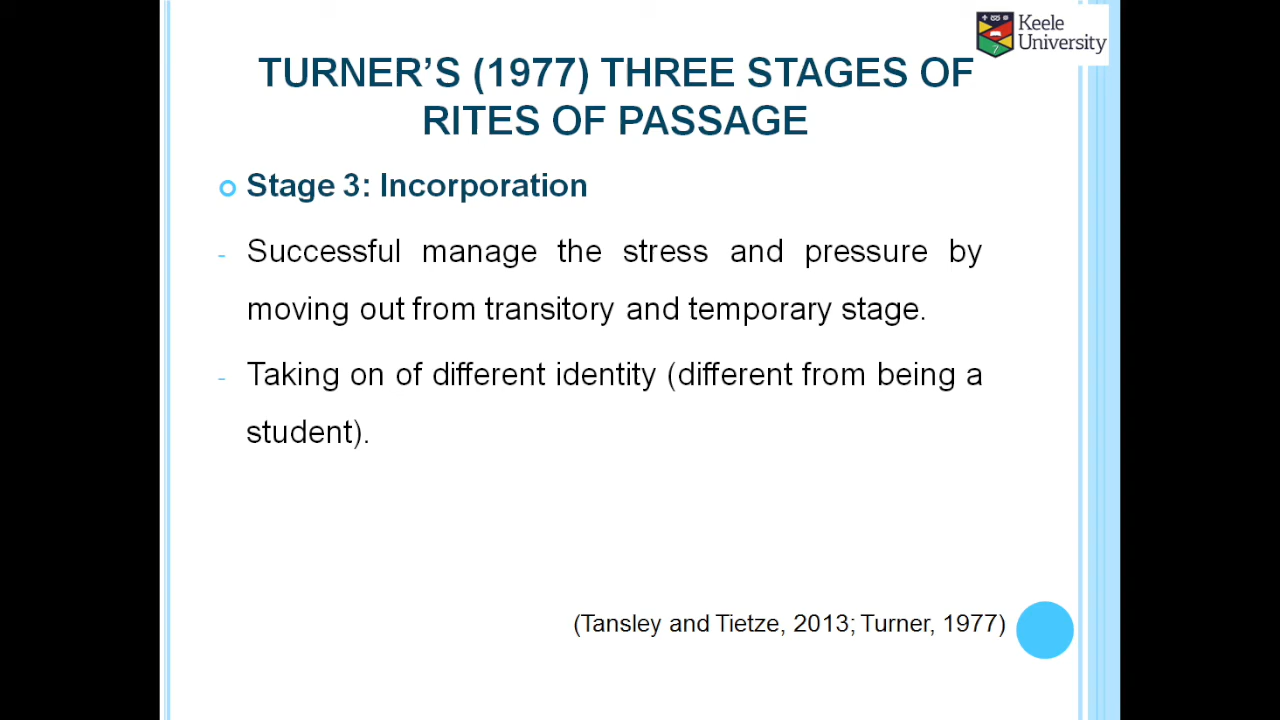 Keele
University
TURNER’S (1977) THREE STAGES OF
RITES OF PASSAGE
Stage 3: Incorporation
- Successful manage the stress and pressure by
moving out from transitory and temporary stage.
- Taking on of different identity (different from being a
student).
(Tansley and Tietze, 2013; Turner, 1977)